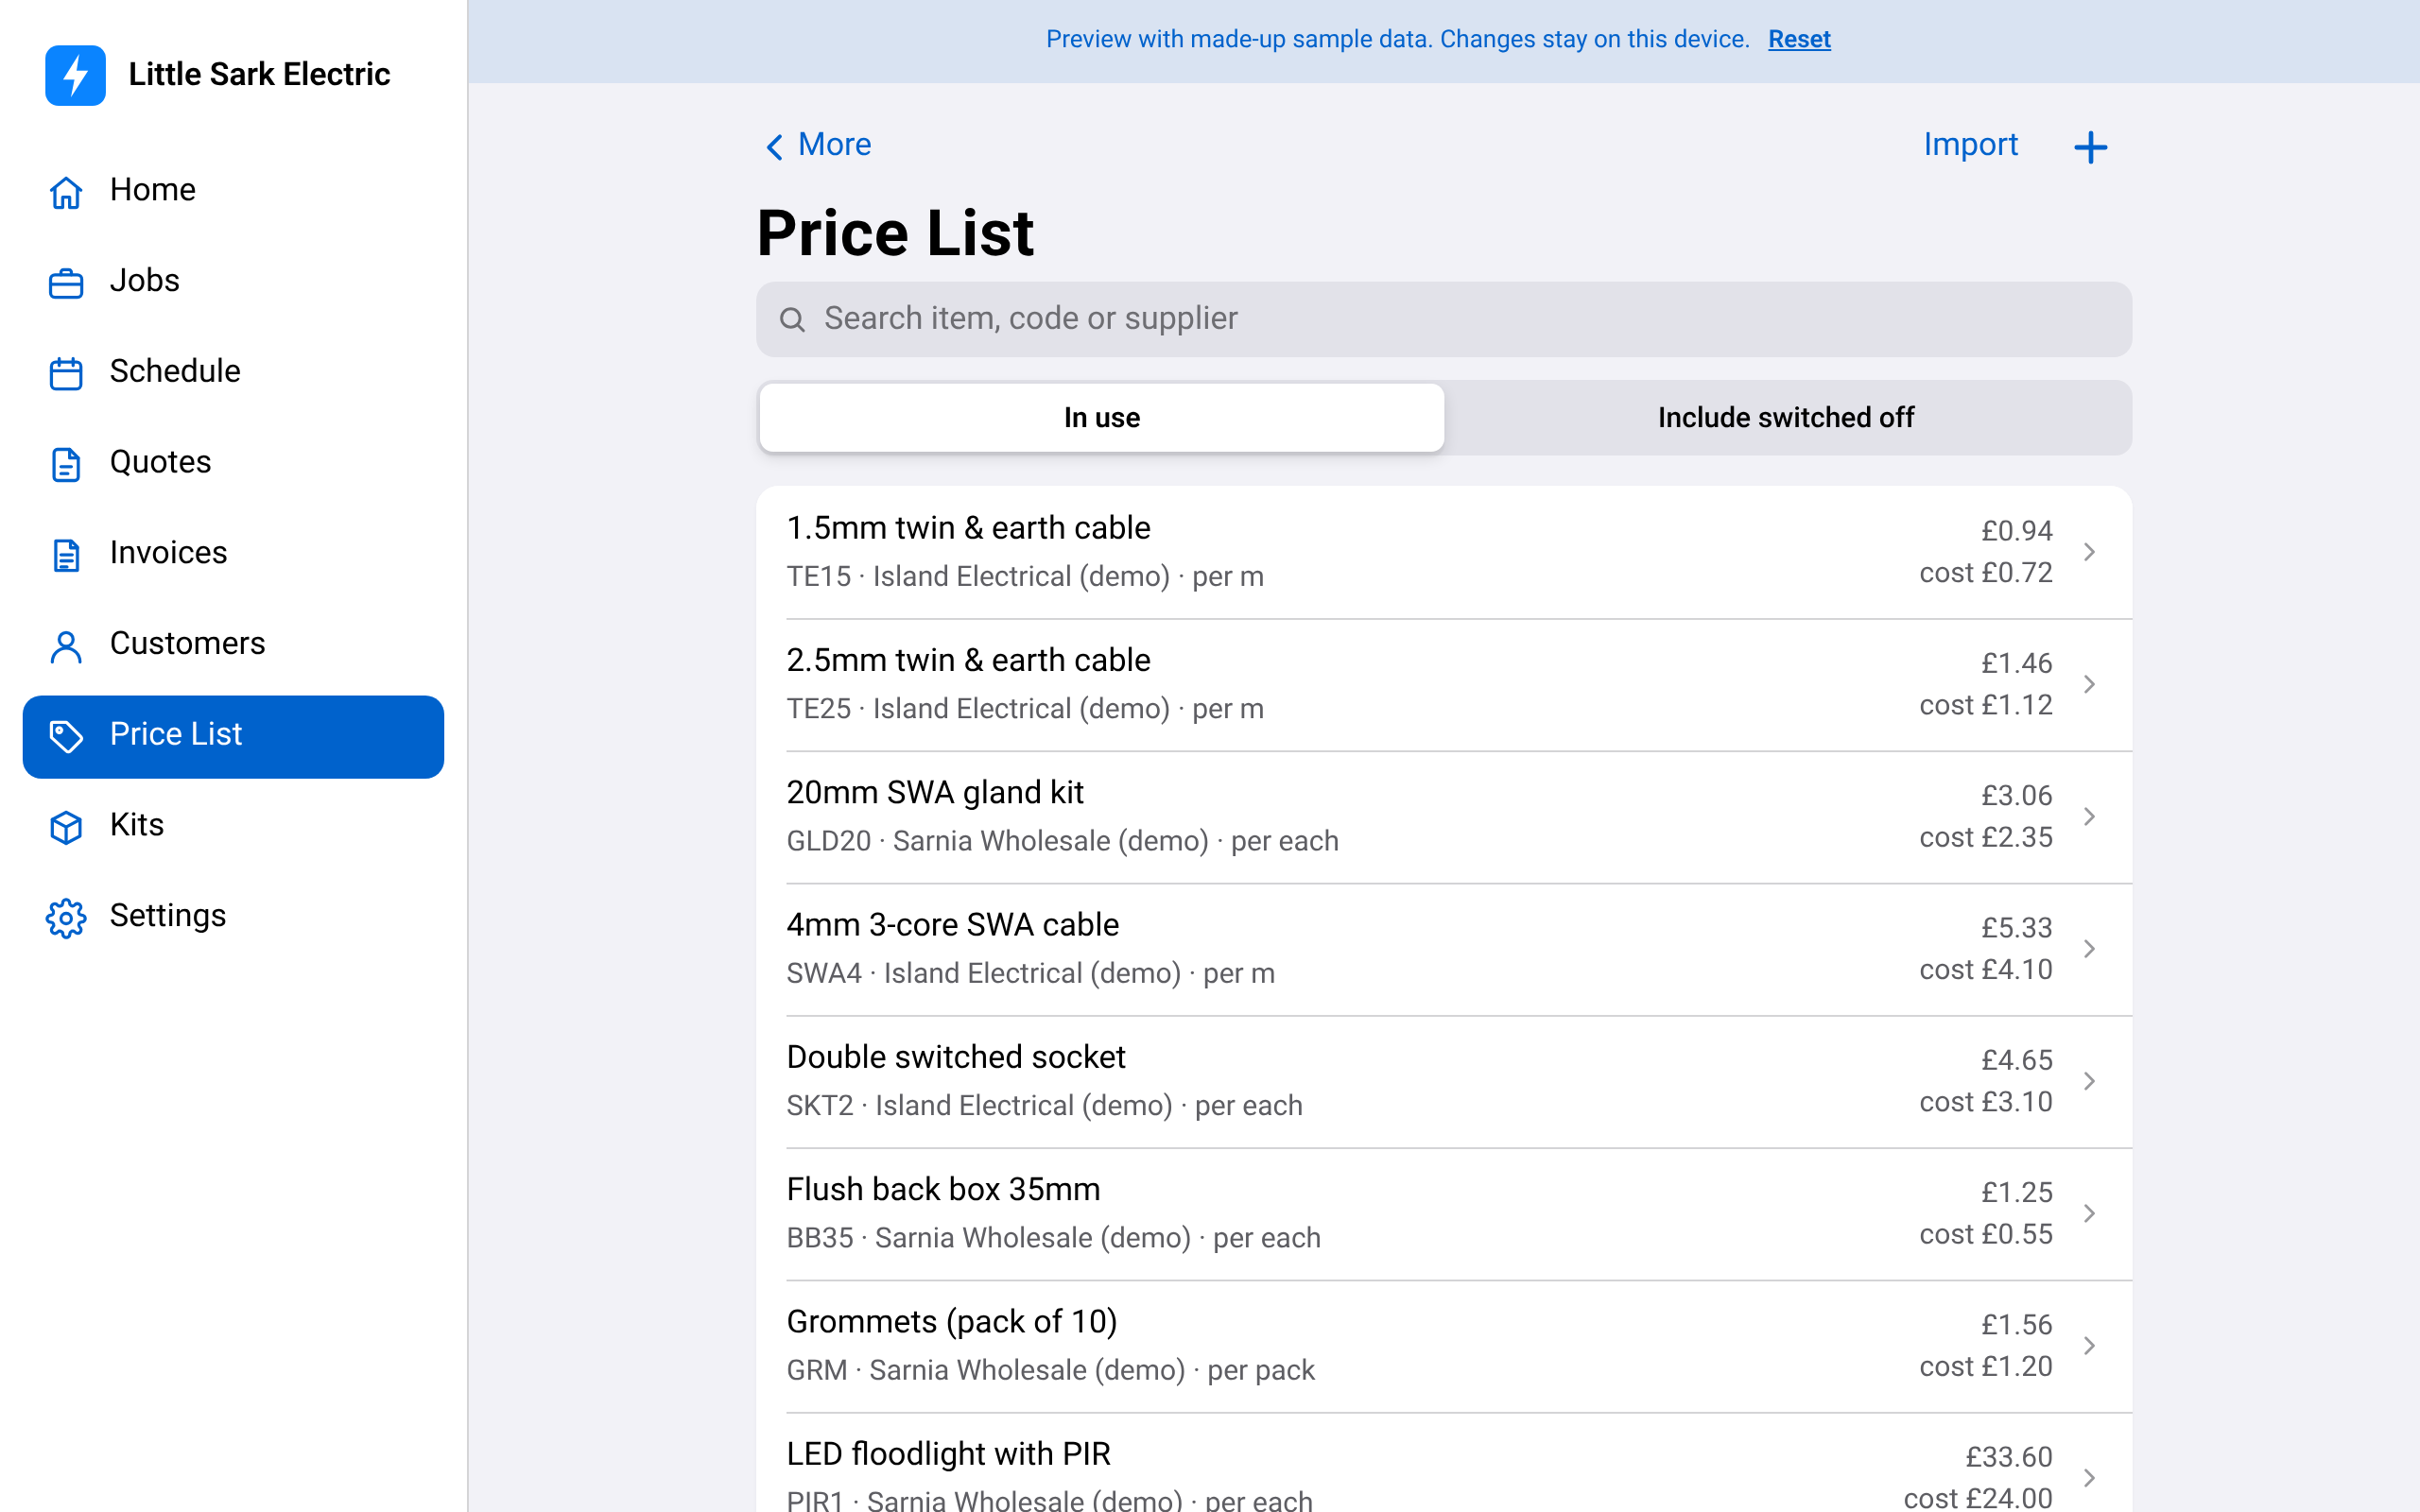 Little Sark Electric
Home
Jobs
Schedule
Quotes
Invoices
Customers
Price List
Kits
Settings
Preview with made-up sample data. Changes stay on this device. Reset
More
Import
Price List
Search item, code or supplier
In use
Include switched off
1.5mm twin & earth cable
£0.94
TE15 · Island Electrical (demo) · per m
cost £0.72
2.5mm twin & earth cable
£1.46
TE25 · Island Electrical (demo) · per m
cost £1.12
20mm SWA gland kit
£3.06
GLD20 · Sarnia Wholesale (demo) · per each
cost £2.35
4mm 3-core SWA cable
£5.33
SWA4 · Island Electrical (demo) · per m
cost £4.10
Double switched socket
£4.65
SKT2 · Island Electrical (demo) · per each
cost £3.10
Flush back box 35mm
£1.25
BB35 · Sarnia Wholesale (demo) · per each
cost £0.55
Grommets (pack of 10)
£1.56
GRM · Sarnia Wholesale (demo) · per pack
cost £1.20
LED floodlight with PIR
£33.60
PIR1 · Sarnia Wholesale (demo) · per each
cost £24.00